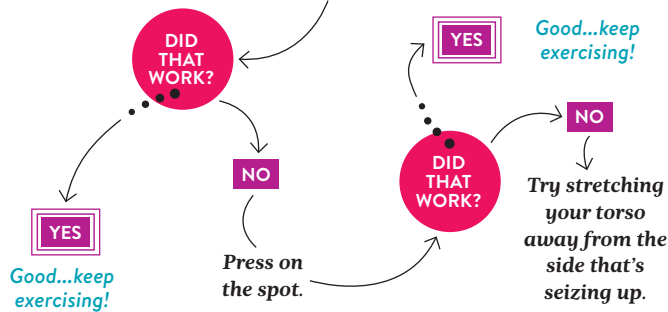 DID
THAT
WORK?
YES
Good...keep
exercising!
NO
Press on
the spot.
DID
THAT
WORK?
YES
Good...keep
exercising!
NO
Try stretching
your torso
away from the
side that's
seizing up.